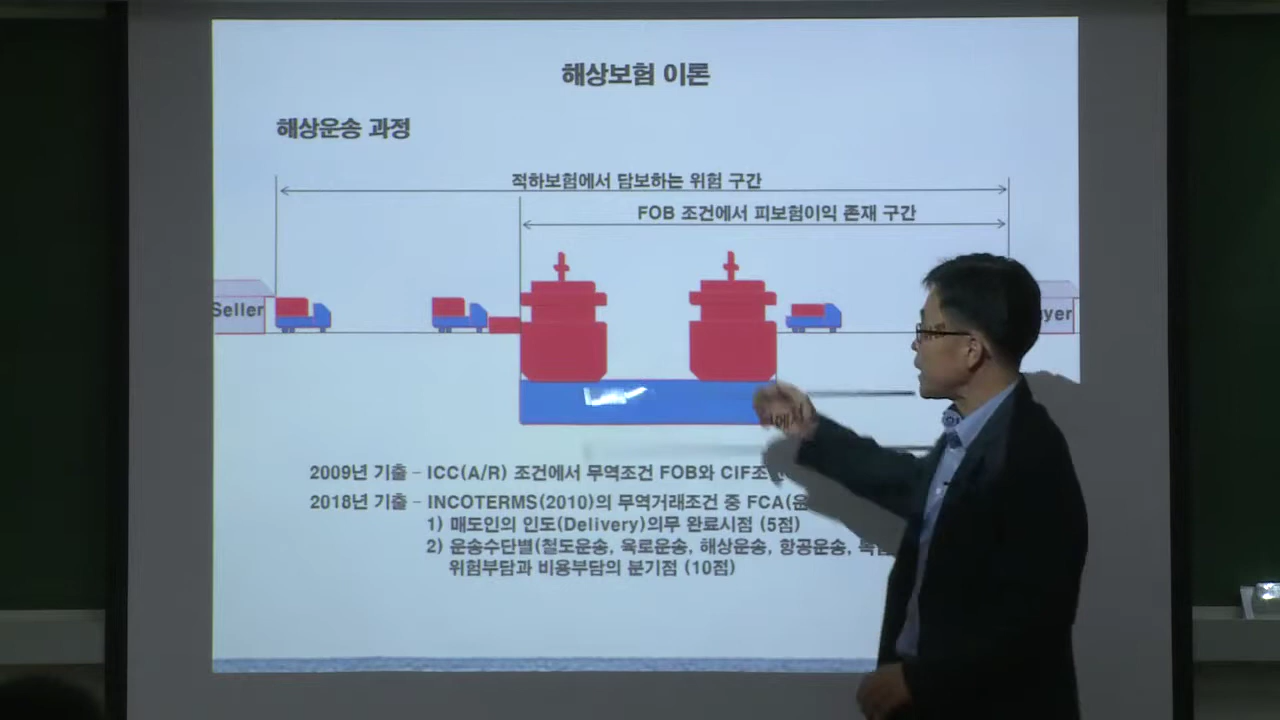 해상보험 이론
해상운송 과정
적하보험에서 담보하는 위험 구간
FOB 조건에서 피보험이익 존재 구간
Seller
yer
2009년 기출 - ICC(A/R) 조건에서 무역조건 FOB와 CIF조
2018년 기출 - INCOTERMS(2010)의 무역거래조건 중 FCA(운
1) 매도인의 인도(Delivery)의무 완료시점 (5점)
2) 운송수단별(철도운송, 육로운송, 해상운송, 항공운송,
위험부담과 비용부담의 분기점 (10점)